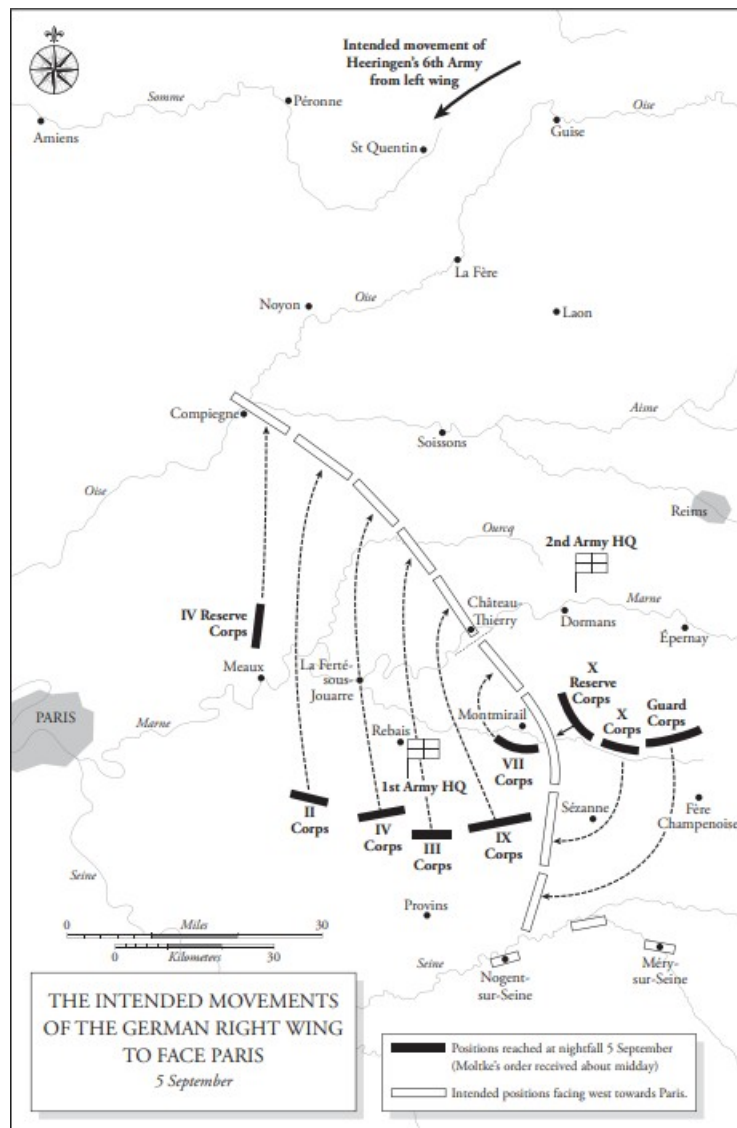 Intended movement of
Heeringen's 6th Army
from left wing
Somme
Péronne
Oise
Amiens
Guise
St Quentin
La Fère
Noyon
Oise
Laon
Compiegne
Aisne
Soissons
Oise
Reims
Ourcq
2nd Army HQ
Château-
Thierry
Marne
Dormans
IV Reserve
Corps
Épernay
Meaux
La Ferté-
sous-
Jouarre
X
Reserve
Corps
X
Corps
Guard
Corps
PARIS
Marne
Montmirail
Rebais
VII
Corps
1st Army HQ
II
Corps
IV
Corps
III
Corps
IX
Corps
Sézanne
Fère
Champenoise
Seine
Provins
0 Miles 30
0 Kilometers 30
Seine
Nogent-
sur-Seine
Méry-
sur-Seine
THE INTENDED MOVEMENTS
OF THE GERMAN RIGHT WING
TO FACE PARIS
5 September
Positions reached at nightfall 5 September
(Moltke's order received about midday)
Intended positions facing west towards Paris.